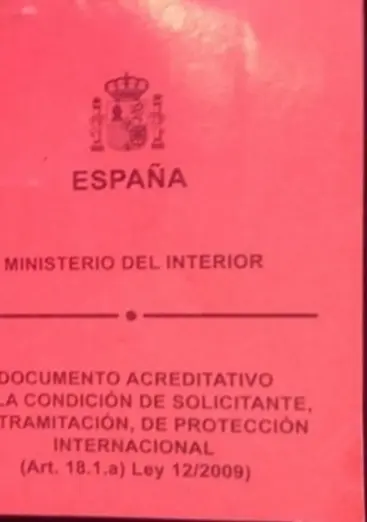 ESPAÑA
MINISTERIO DEL INTERIOR
DOCUMENTO ACREDITATIVO
LA CONDICIÓN DE SOLICITANTE,
TRAMITACIÓN, DE PROTECCIÓN
INTERNACIONAL
(Art. 18.1.a) Ley 12/2009)